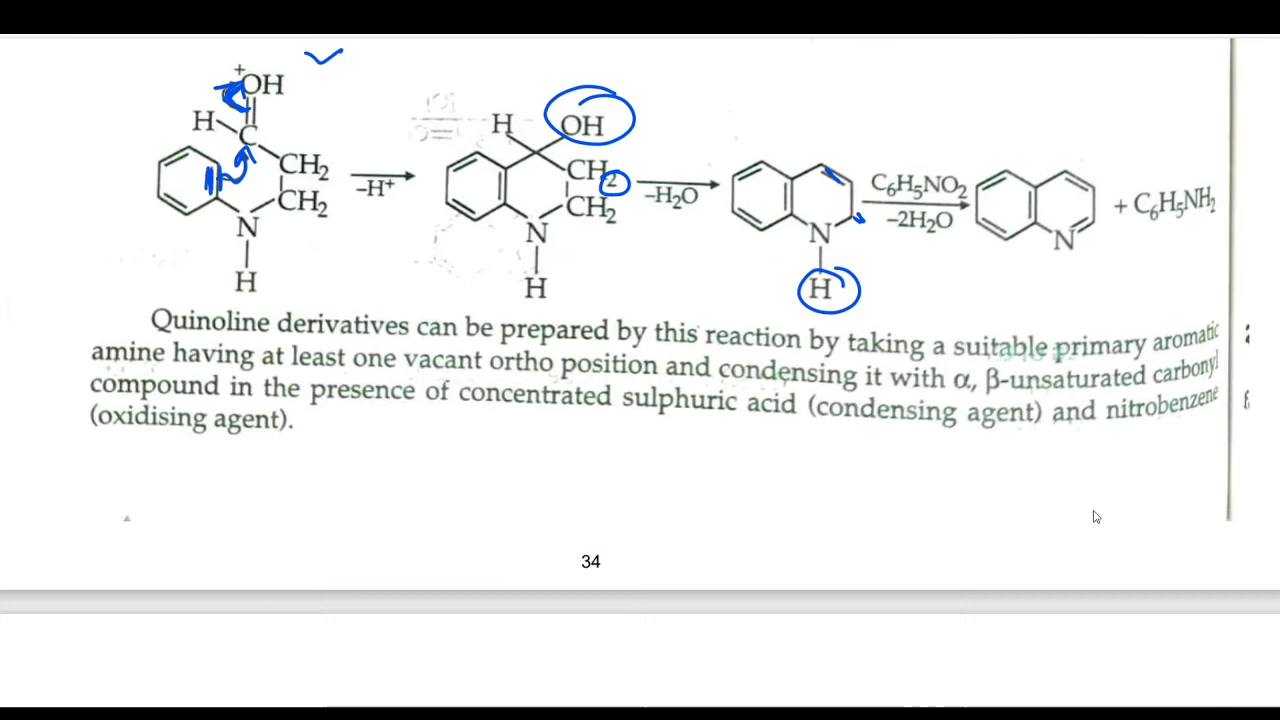 +
OH
H
C
CH2
CH2
N
H
–H+
H
OH
CH2
CH2
N
H
–H2O
N
H
C6H5NO2
–2H2O
N
+ C6H5NH2
Quinoline derivatives can be prepared by this reaction by taking a suitable primary aromatic
amine having at least one vacant ortho position and condensing it with α, β-unsaturated carbonyl
compound in the presence of concentrated sulphuric acid (condensing agent) and nitrobenzene
(oxidising agent).
34